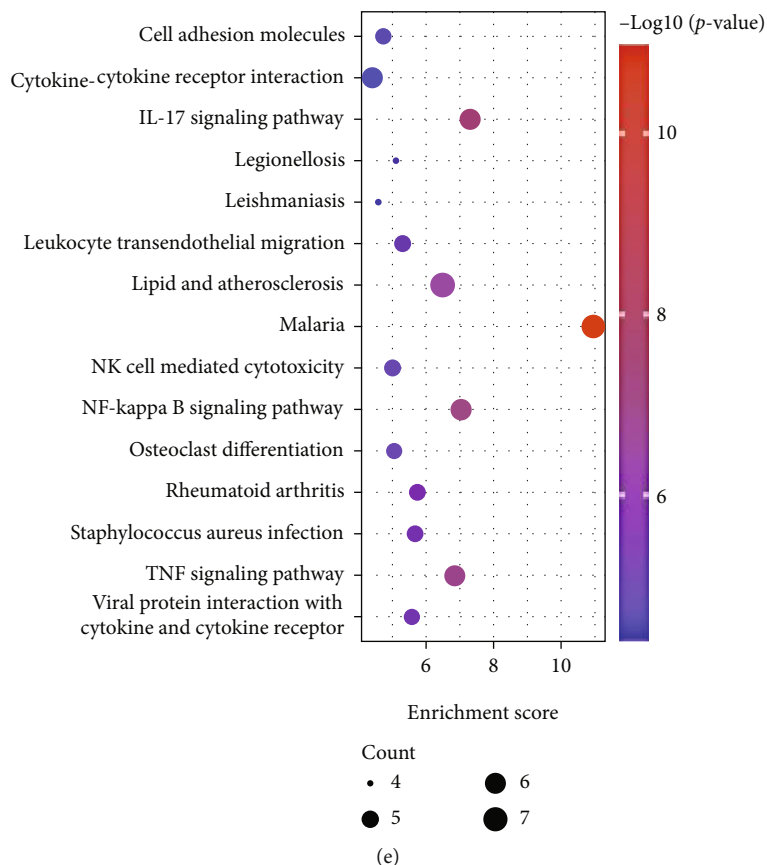 –Log10 (p-value)
Cell adhesion molecules
Cytokine-cytokine receptor interaction
IL-17 signaling pathway
Legionellosis
Leishmaniasis
Leukocyte transendothelial migration
Lipid and atherosclerosis
Malaria
NK cell mediated cytotoxicity
NF-kappa B signaling pathway
Osteoclast differentiation
Rheumatoid arthritis
Staphylococcus aureus infection
TNF signaling pathway
Viral protein interaction with
cytokine and cytokine receptor
10
8
6
6 8 10
Enrichment score
Count
4 6
5 7
(e)